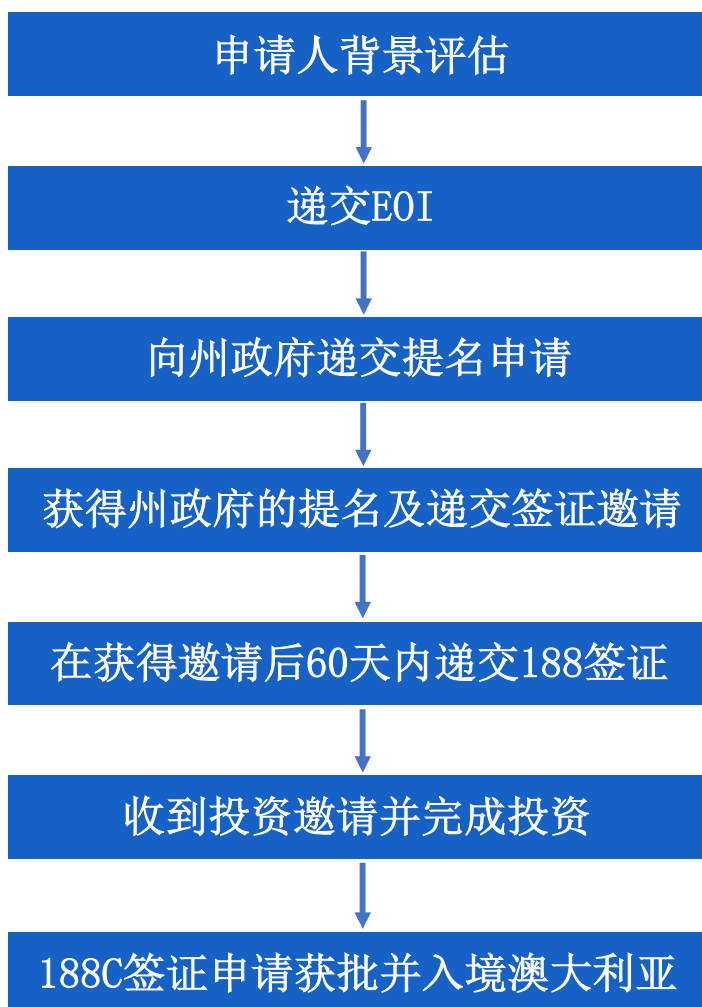 申请人背景评估
递交EOI
向州政府递交提名申请
获得州政府的提名及递交签证邀请
在获得邀请后60天内递交188签证
收到投资邀请并完成投资
188C签证申请获批并入境澳大利亚